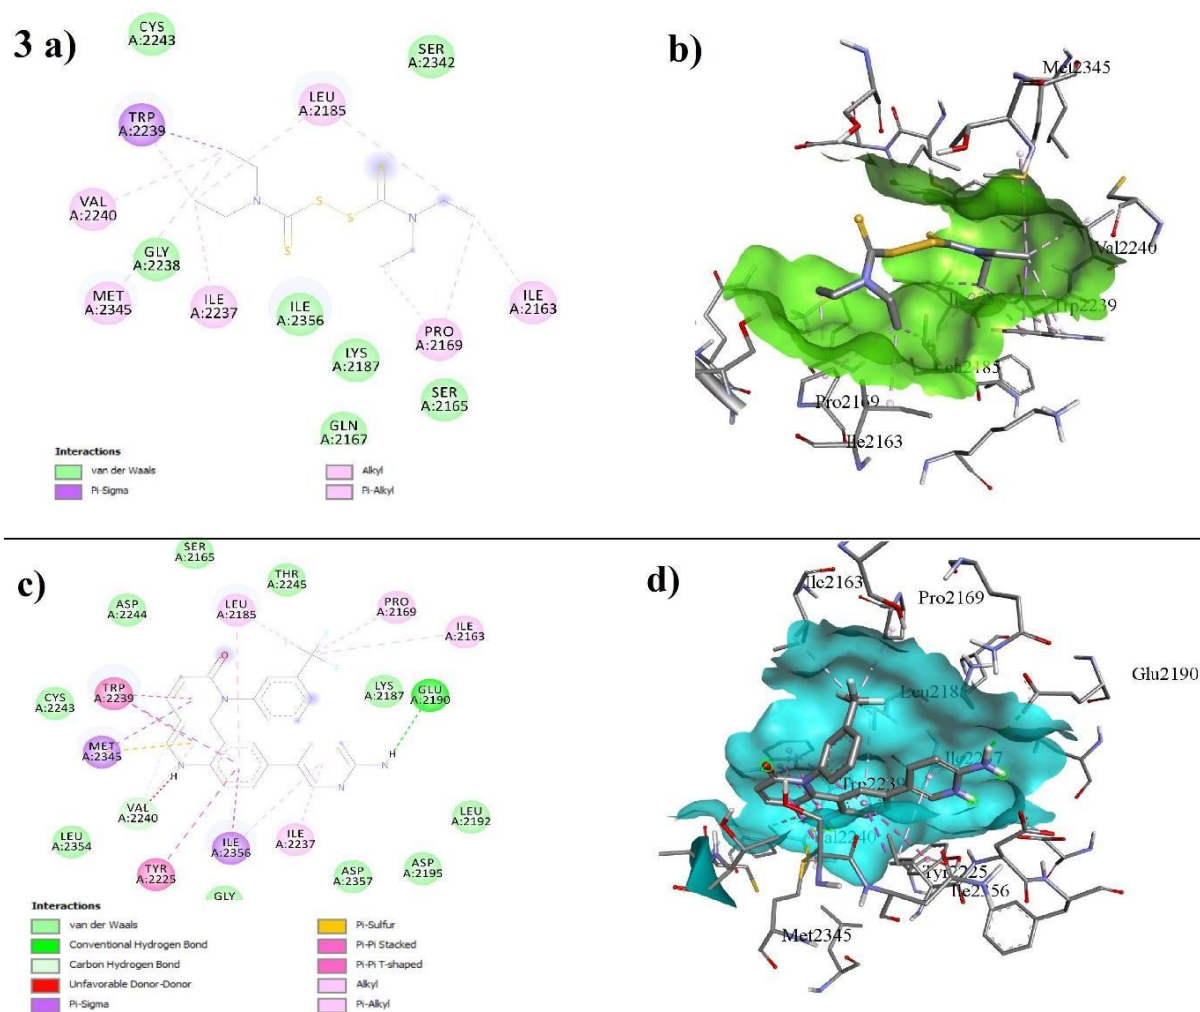 3 a)
CYS
A:2243
SER
A:2342
LEU
A:2185
TRP
A:2239
VAL
A:2240
GLY
A:2238
MET
A:2345
ILE
A:2237
ILE
A:2356
ILE
A:2163
PRO
A:2169
LYS
A:2187
SER
A:2165
GLN
A:2167
S
N
S
S
S
N
Interactions
van der Waals
Pi-Sigma
Alkyl
Pi-Alkyl
b)
Met2345
Val2240
Trp2239
Pro2169
Ile2163
c)
SER
A:2165
THR
A:2245
ASP
A:2244
LEU
A:2185
PRO
A:2169
ILE
A:2163
CYS
A:2243
TRP
A:2239
LYS
A:2187
GLU
A:2190
MET
A:2345
VAL
A:2240
LEU
A:2192
LEU
A:2354
TYR
A:2225
ILE
A:2356
ILE
A:2237
ASP
A:2357
ASP
A:2195
GLY
O
N
N
H
H
N
N
Interactions
van der Waals
Conventional Hydrogen Bond
Carbon Hydrogen Bond
Unfavorable Donor-Donor
Pi-Sigma
Pi-Sulfur
Pi-Pi Stacked
Pi-Pi T-shaped
Alkyl
Pi-Alkyl
d)
Ile2163
Pro2169
Glu2190
Trp2239
Tyr2225
Ile2356
Met2345